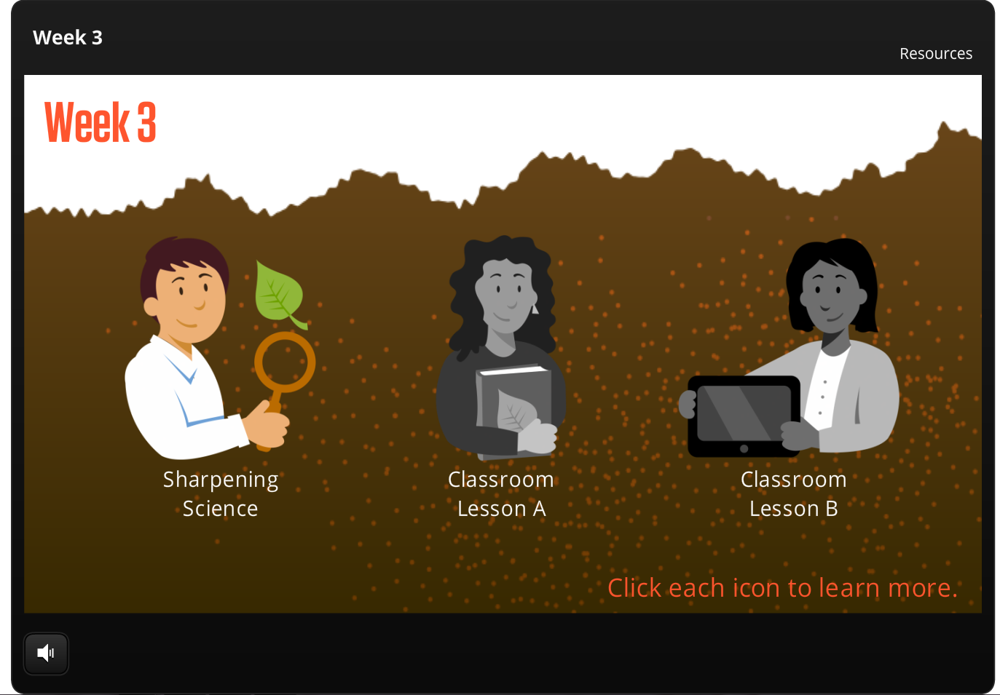 Week 3
Resources
Week 3
Sharpening
Science
Classroom
Lesson A
Classroom
Lesson B
Click each icon to learn more.